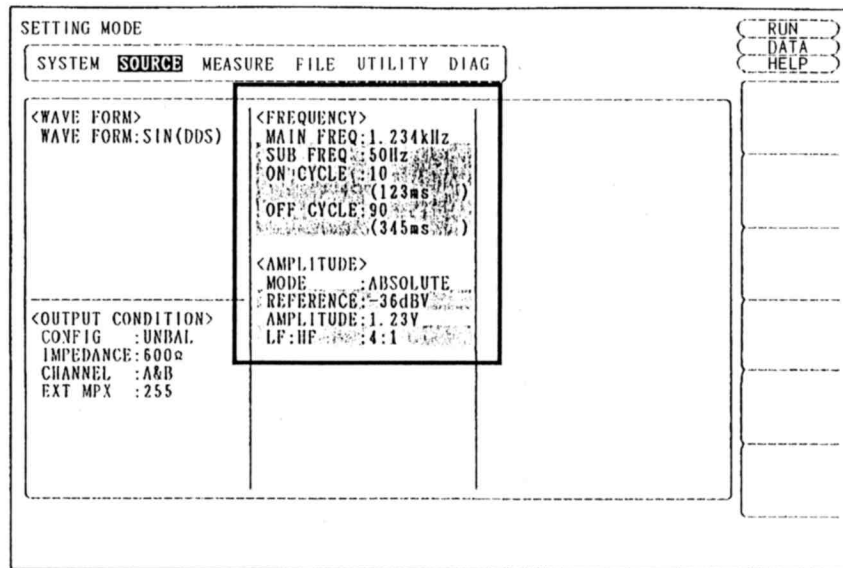 SETTING MODE
SYSTEM SOURCE MEASURE FILE UTILITY DIAG
RUN
DATA
HELP
<WAVE FORM>
WAVE FORM:SIN(DDS)
<FREQUENCY>
MAIN FREQ:1.234kHz
SUB FREQ :50Hz
ON CYCLE :10
(123ms )
OFF CYCLE:90
(345ms )
<AMPLITUDE>
MODE :ABSOLUTE
REFERENCE:-36dBV
AMPLITUDE:1.23V
LF:HF :4:1
<OUTPUT CONDITION>
CONFIG :UNBAL
IMPEDANCE:600Ω
CHANNEL :A&B
EXT MPX :255